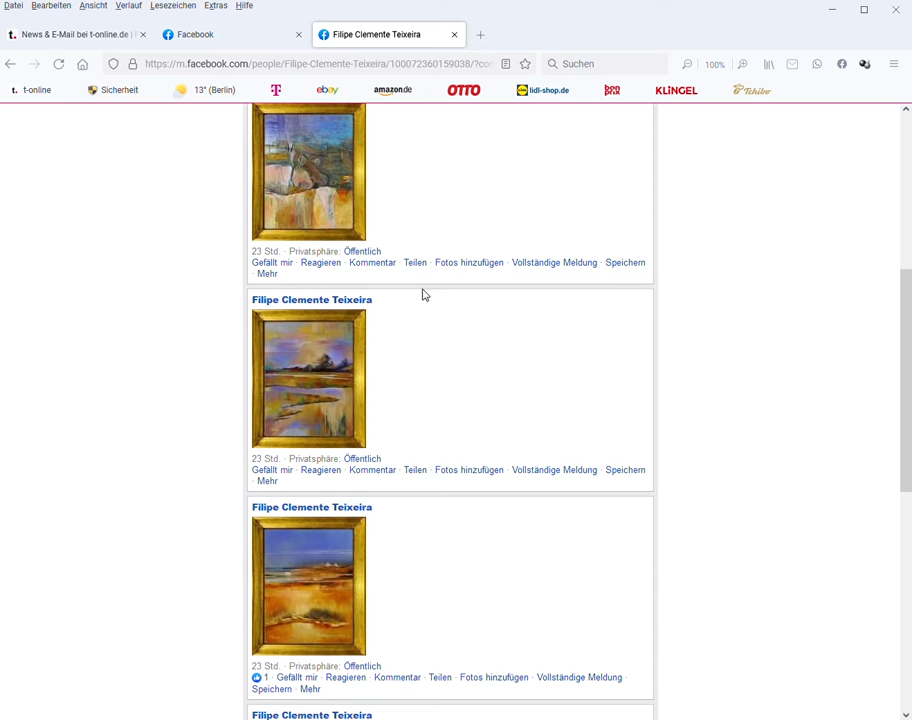 Datei Bearbeiten Ansicht Verlauf Lesezeichen Extras Hilfe
t. News & E-Mail bei t-online.de | Facebook Filipe Clemente Teixeira
https://m.facebook.com/people/Filipe-Clemente-Teixeira/100072360159038/?co Suchen 100%
t. t-online Sicherheit 13° (Berlin) T ebay amazon.de OTTO lidl-shop.de bon prix KLiNGEL Tchibo
23 Std. · Privatsphäre: Öffentlich
Gefällt mir · Reagieren · Kommentar · Teilen · Fotos hinzufügen · Vollständige Meldung · Speichern
· Mehr
Filipe Clemente Teixeira
23 Std. · Privatsphäre: Öffentlich
Gefällt mir · Reagieren · Kommentar · Teilen · Fotos hinzufügen · Vollständige Meldung · Speichern
· Mehr
Filipe Clemente Teixeira
23 Std. · Privatsphäre: Öffentlich
1 · Gefällt mir · Reagieren · Kommentar · Teilen · Fotos hinzufügen · Vollständige Meldung ·
Speichern · Mehr
Filipe Clemente Teixeira